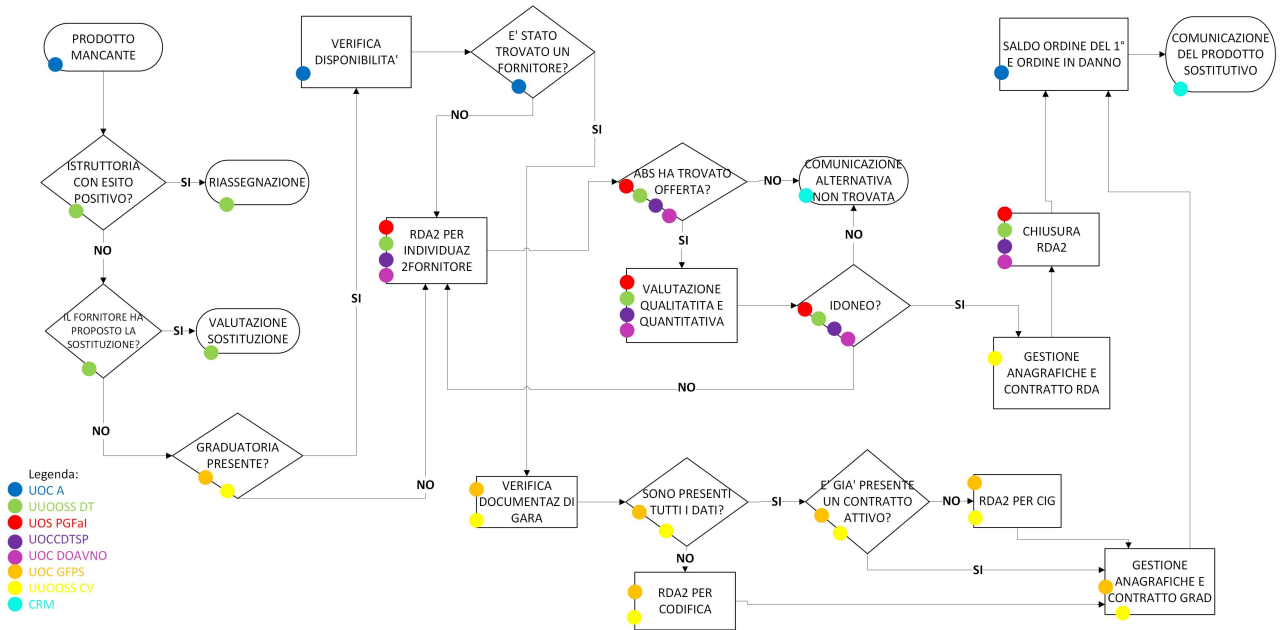 PRODOTTO
MANCANTE
ISTRUTTORIA
CON ESITO
POSITIVO?
SI
RIASSEGNAZIONE
NO
IL FORNITORE HA
PROPOSTO LA
SOSTITUZIONE?
SI
VALUTAZIONE
SOSTITUZIONE
NO
GRADUATORIA
PRESENTE?
SI
NO
VERIFICA
DISPONIBILITA'
E' STATO
TROVATO UN
FORNITORE?
NO
SI
RDA2 PER
INDIVIDUAZ
2FORNITORE
ABS HA TROVATO
OFFERTA?
NO
COMUNICAZIONE
ALTERNATIVA
NON TROVATA
SI
VALUTAZIONE
QUALITATITA E
QUANTITATIVA
IDONEO?
NO
SI
NO
GESTIONE
ANAGRAFICHE E
CONTRATTO RDA
CHIUSURA
RDA2
SALDO ORDINE DEL 1°
E ORDINE IN DANNO
COMUNICAZIONE
DEL PRODOTTO
SOSTITUTIVO
VERIFICA
DOCUMENTAZ DI
GARA
SONO PRESENTI
TUTTI I DATI?
SI
NO
RDA2 PER
CODIFICA
E' GIA' PRESENTE
UN CONTRATTO
ATTIVO?
NO
RDA2 PER CIG
SI
GESTIONE
ANAGRAFICHE E
CONTRATTO GRAD
Legenda:
UOC A
UUOOSS DT
UOS PGFaI
UOCCDTSP
UOC DOAVNO
UOC GFPS
UUOOSS CV
CRM